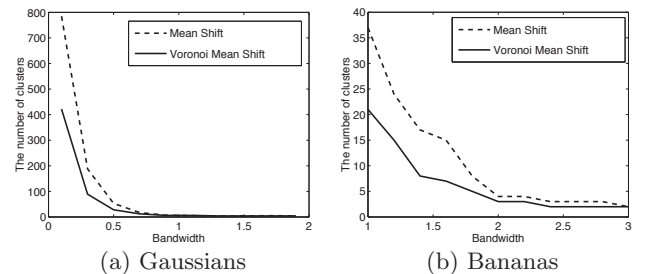 The number of clusters
800
700
600
500
400
300
200
100
0
0
0.5
1
1.5
2
Bandwidth
Mean Shift
Voronoi Mean Shift
(a) Gaussians
The number of clusters
40
35
30
25
20
15
10
5
0
1
1.5
2
2.5
3
Bandwidth
Mean Shift
Voronoi Mean Shift
(b) Bananas